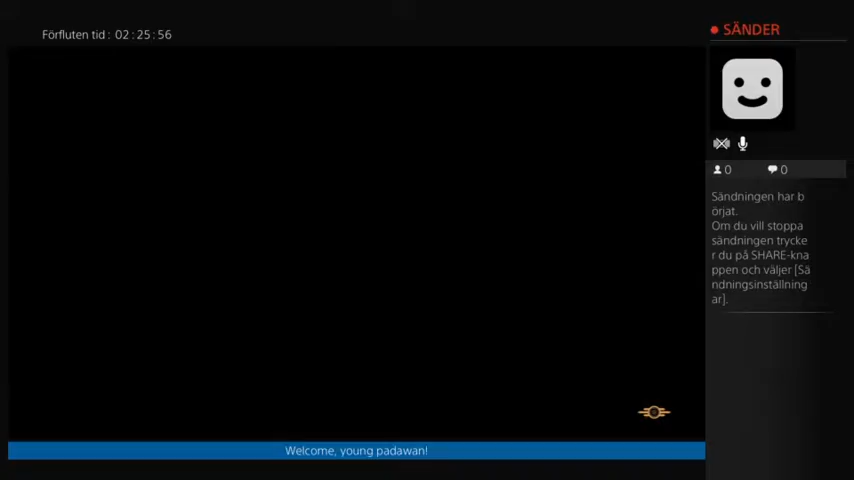 Förfluten tid : 02 : 25 : 56
SÄNDER
0
0
Sändningen har b
örjat.
Om du vill stoppa
sändningen trycke
r du på SHARE-kna
ppen och väljer [Sä
ndningsinställning
ar].
Welcome, young padawan!